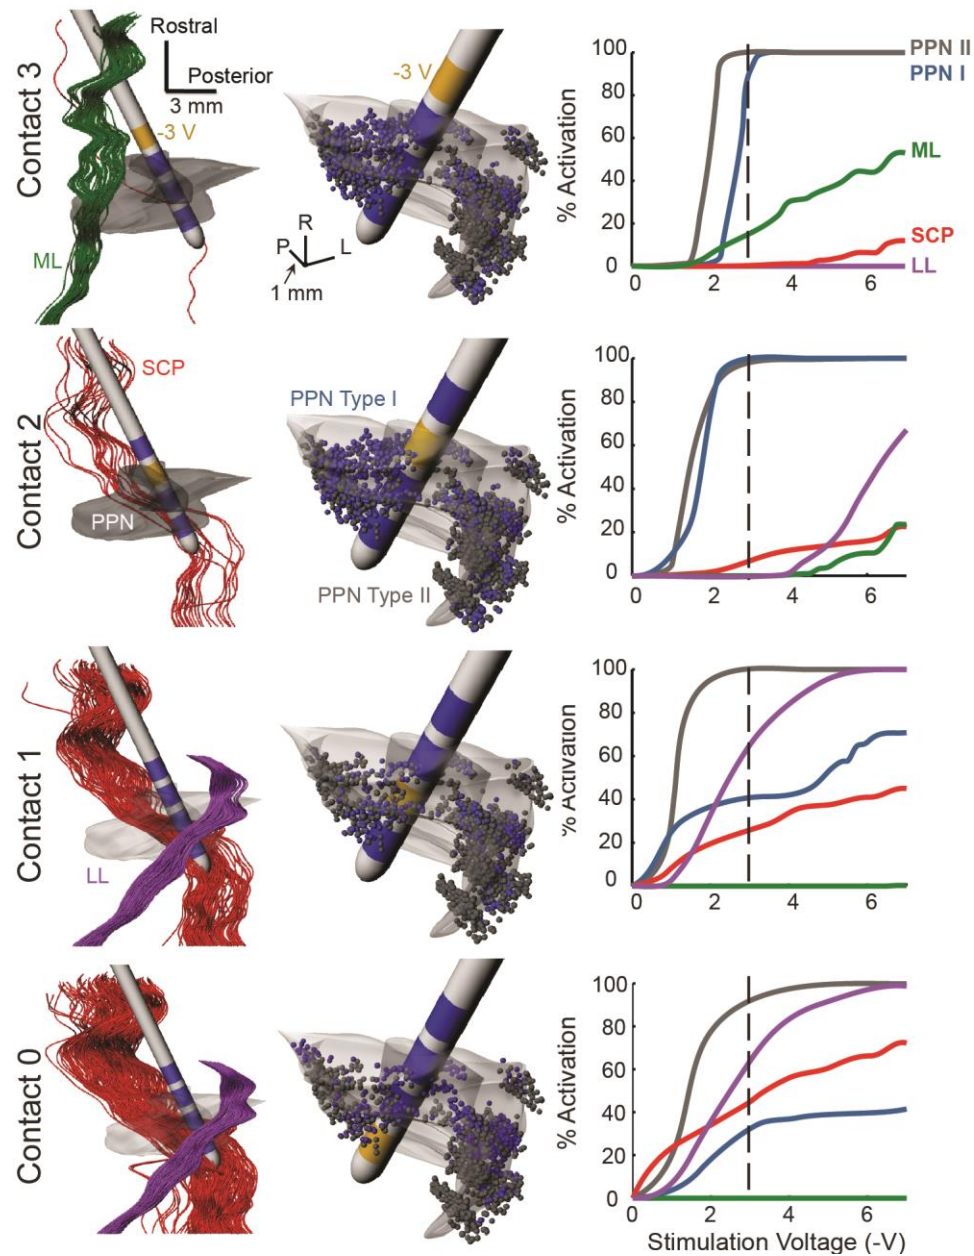 Contact 3
Rostral
Posterior
3 mm
-3 V
ML
-3 V
R
P
L
1 mm
% Activation
100
80
60
40
20
0
2
4
6
PPN II
PPN I
ML
SCP
LL
Contact 2
SCP
PPN
PPN Type I
PPN Type II
% Activation
100
80
60
40
20
0
2
4
6
Contact 1
LL
% Activation
100
80
60
40
20
0
2
4
6
Contact 0
% Activation
100
80
60
40
20
0
0
2
4
6
Stimulation Voltage (-V)